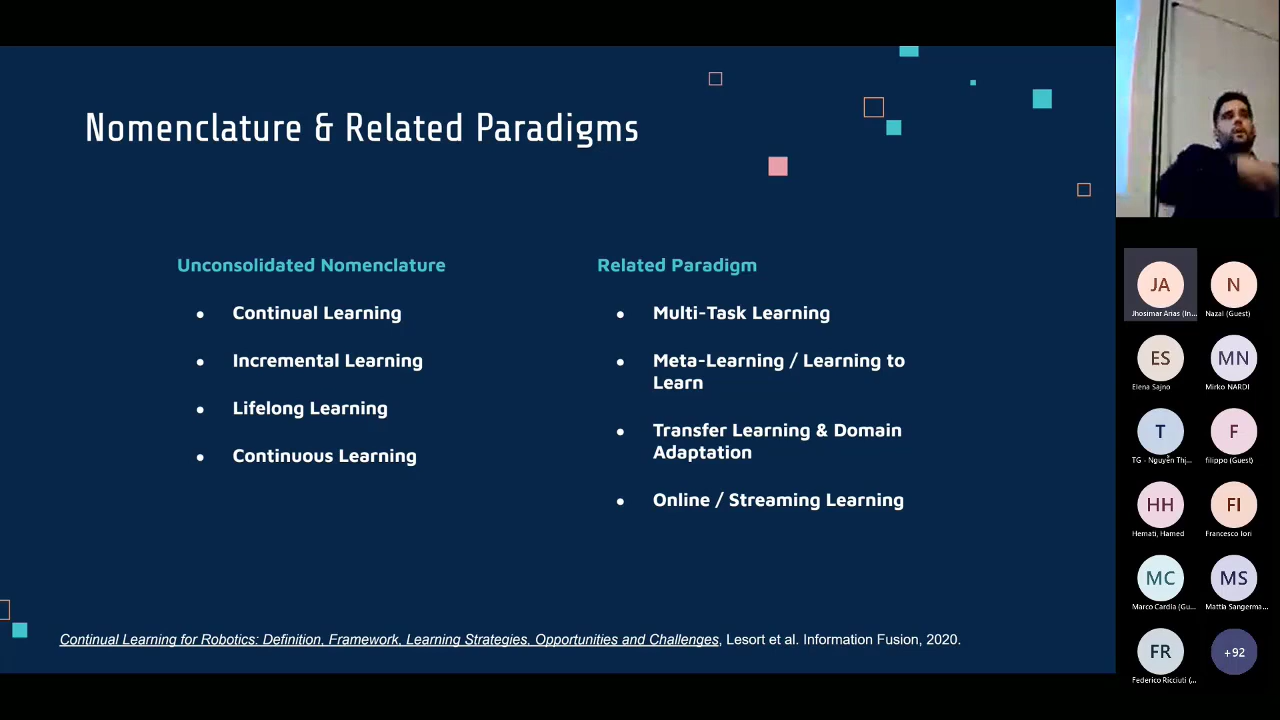 Nomenclature & Related Paradigms
Unconsolidated Nomenclature
● Continual Learning
● Incremental Learning
● Lifelong Learning
● Continuous Learning
Related Paradigm
● Multi-Task Learning
● Meta-Learning / Learning to
Learn
● Transfer Learning & Domain
Adaptation
● Online / Streaming Learning
Continual Learning for Robotics: Definition, Framework, Learning Strategies, Opportunities and Challenges, Lesort et al. Information Fusion, 2020.
JA
Jhosimar Arias (In...
N
Nazal (Guest)
ES
Elena Sajno
MN
Mirko NARDI
T
TG - Nguyễn Thị...
F
filippo (Guest)
HH
Hemati, Hamed
FI
Francesco Iori
MC
Marco Cardia (Gu...
MS
Mattia Sangerma...
FR
Federico Ricciuti (...
+92